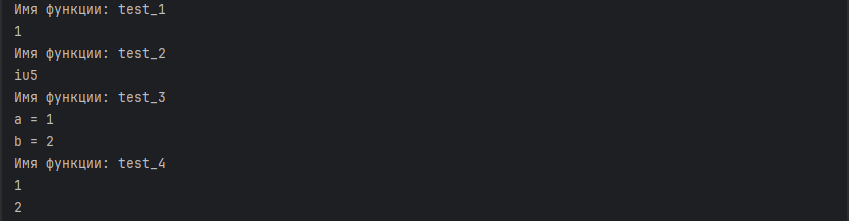 Имя функции: test_1
1
Имя функции: test_2
iu5
Имя функции: test_3
a = 1
b = 2
Имя функции: test_4
1
2